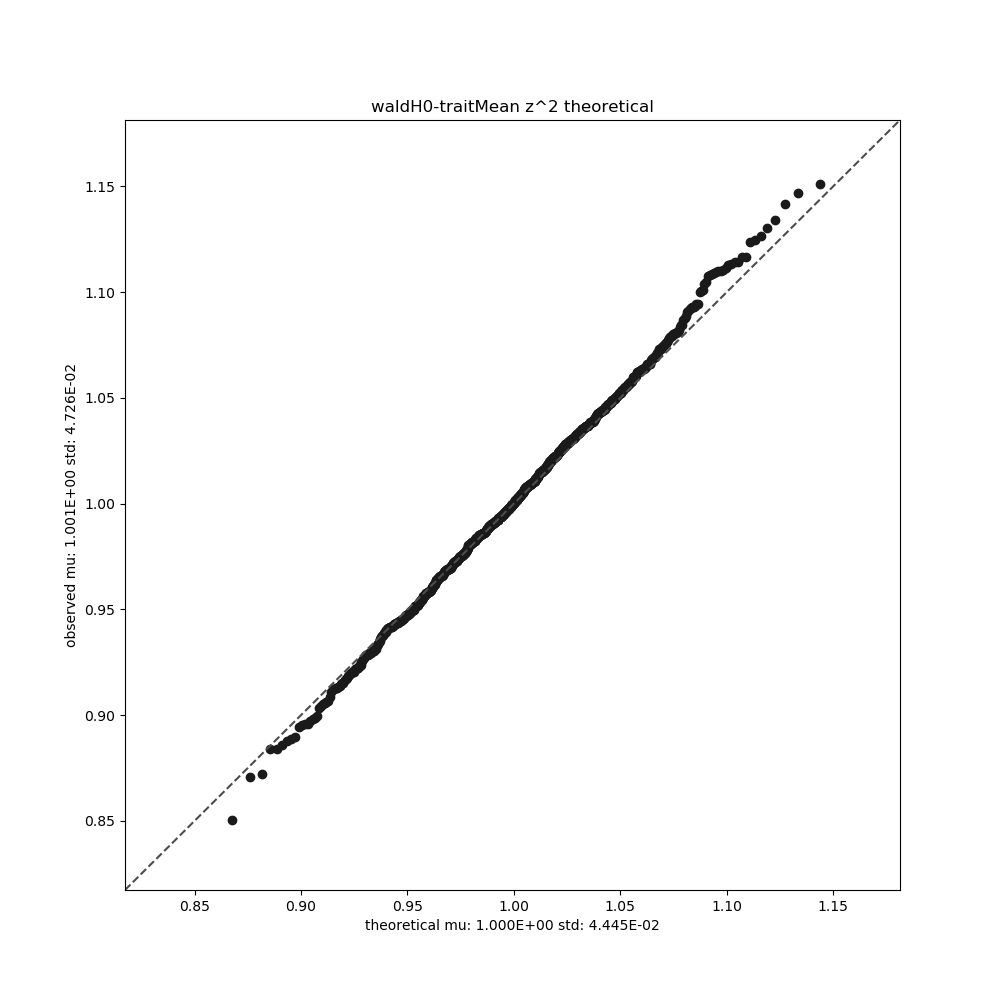 waldH0-traitMean z^2 theoretical
1.15
1.10
1.05
1.00
0.95
0.90
0.85
observed mu: 1.001E+00 std: 4.726E-02
0.85 0.90 0.95 1.00 1.05 1.10 1.15
theoretical mu: 1.000E+00 std: 4.445E-02